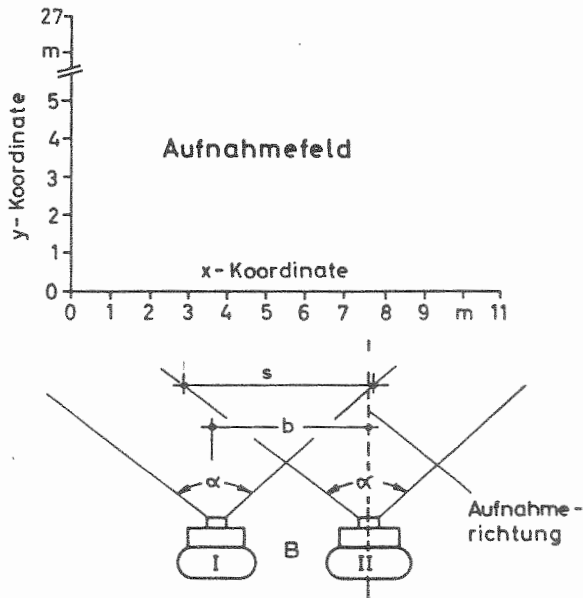 27
m
5
4
3
2
1
0
y-Koordinate
Aufnahmefeld
x-Koordinate
0 1 2 3 4 5 6 7 8 9 m 11
s
b
α α
Aufnahme-
richtung
I B II